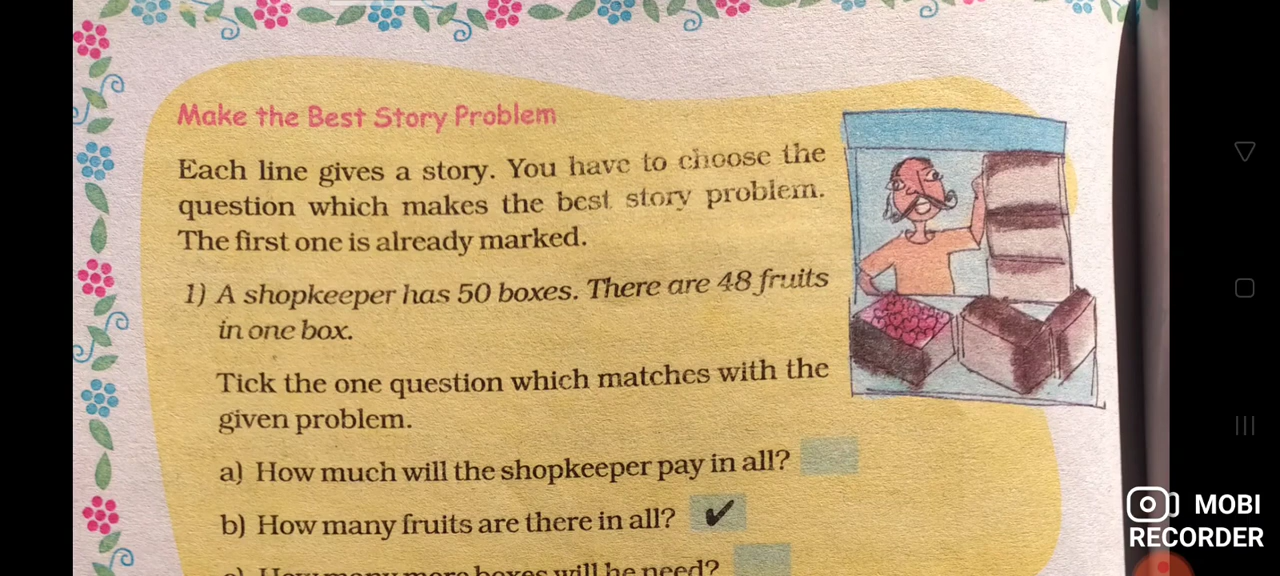 Make the Best Story Problem
Each line gives a story. You have to choose the
question which makes the best story problem.
The first one is already marked.
1) A shopkeeper has 50 boxes. There are 48 fruits
in one box.
Tick the one question which matches with the
given problem.
a) How much will the shopkeeper pay in all?
b) How many fruits are there in all? ✔
c) How many more boxes will he need?
MOBI
RECORDER